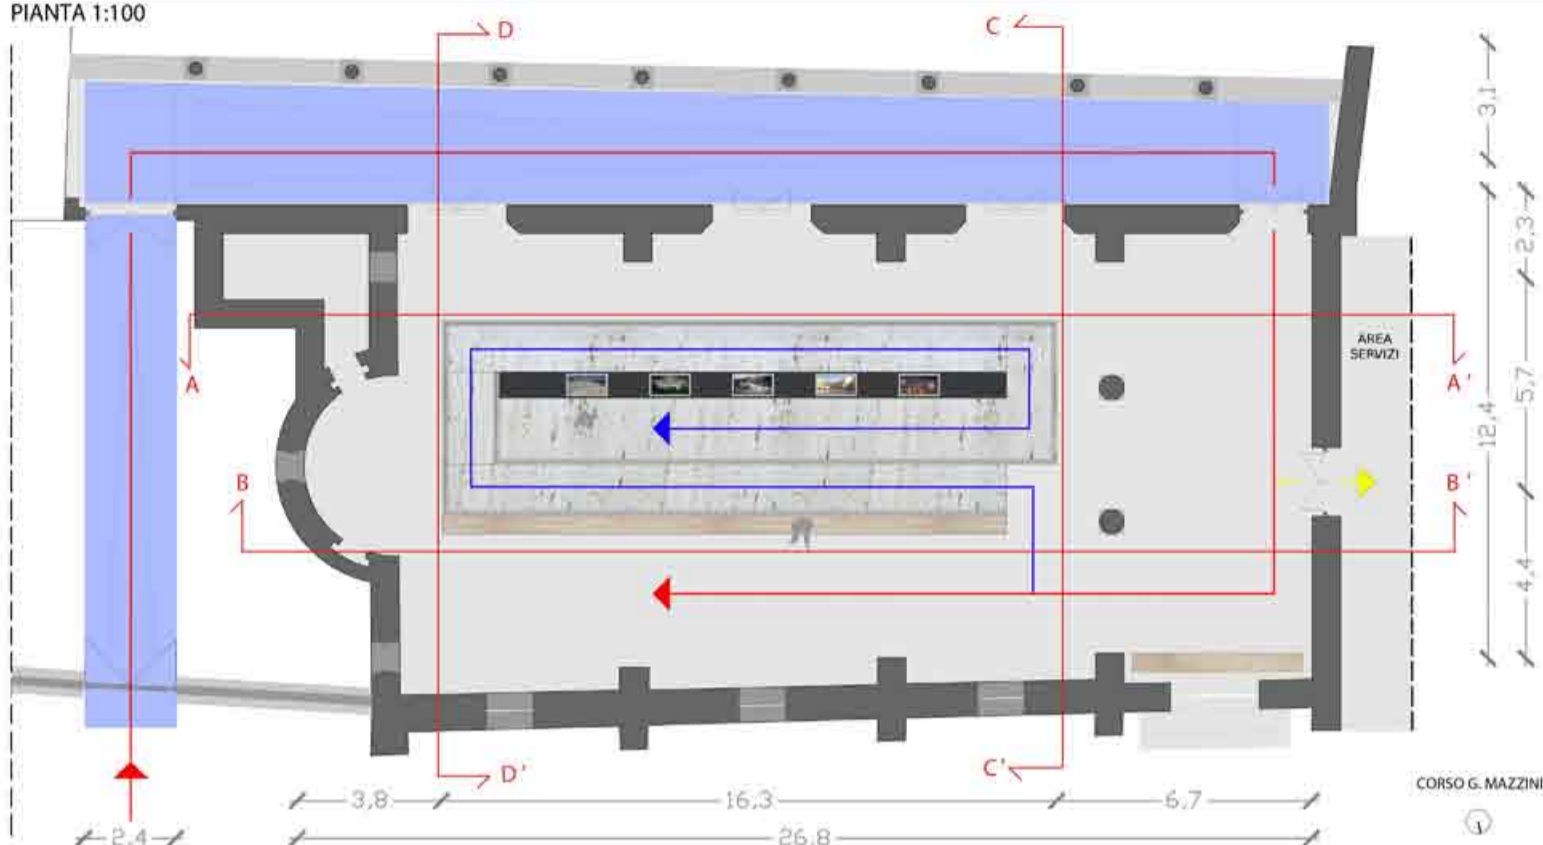 PIANTA 1:100
D
C
3,1
2,3
AREA
SERVIZI
A
A'
5,7
12,4
B
B'
4,4
D'
C'
CORSO G. MAZZINI
3,8
16,3
6,7
2,4
26,8